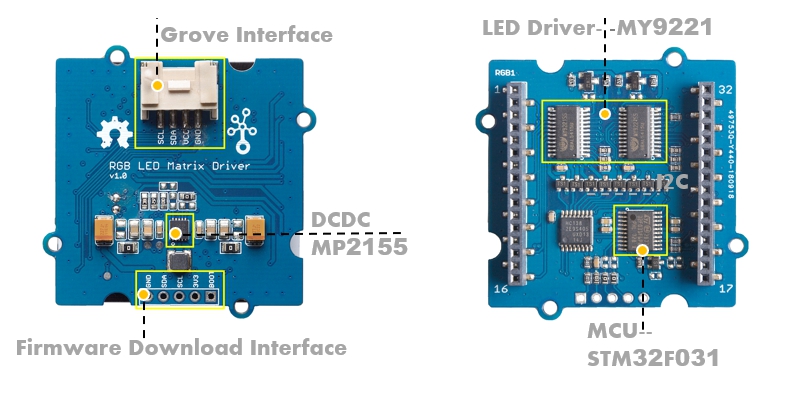 Grove Interface
SCL
SDA
VCC
GND
RGB LED Matrix Driver
v1.0
DCDC
MP2155
GND
SDA
SCL
3V3
BOOT
Firmware Download Interface
LED Driver--MY9221
RGB1
1
32
I2C
16
17
MCU--
STM32F031